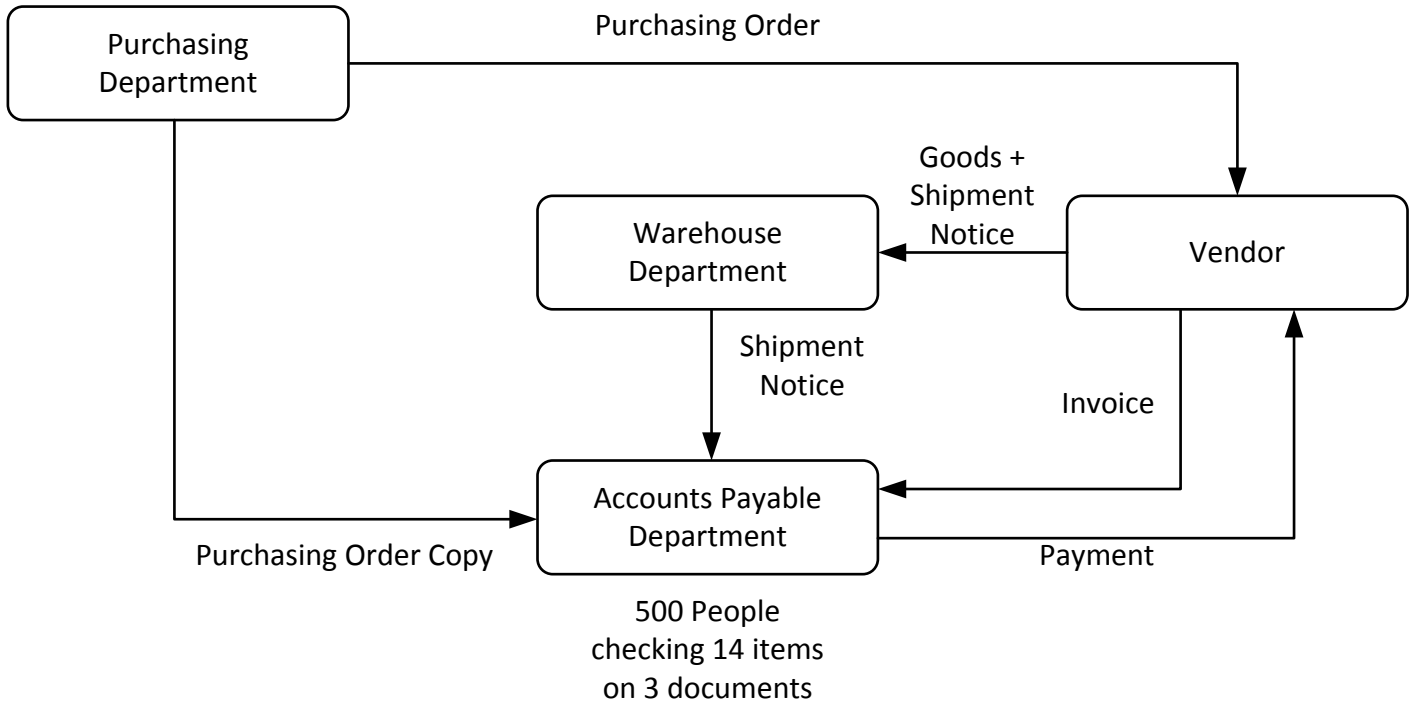 Purchasing Order
Purchasing
Department
Goods +
Shipment
Notice
Warehouse
Department
Vendor
Shipment
Notice
Invoice
Accounts Payable
Department
Purchasing Order Copy
Payment
500 People
checking 14 items
on 3 documents